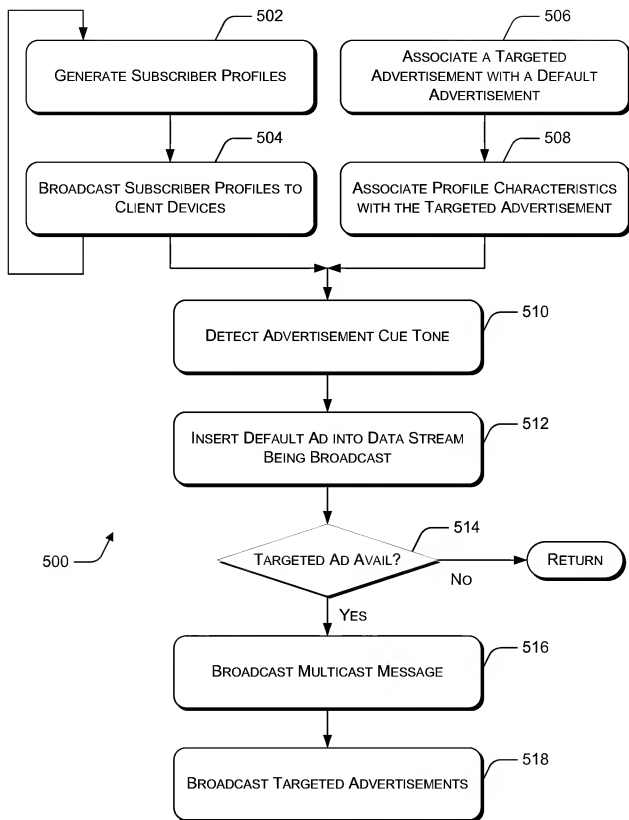 502
GENERATE SUBSCRIBER PROFILES
506
ASSOCIATE A TARGETED
ADVERTISEMENT WITH A DEFAULT
ADVERTISEMENT
504
BROADCAST SUBSCRIBER PROFILES TO
CLIENT DEVICES
508
ASSOCIATE PROFILE CHARACTERISTICS
WITH THE TARGETED ADVERTISEMENT
510
DETECT ADVERTISEMENT CUE TONE
512
INSERT DEFAULT AD INTO DATA STREAM
BEING BROADCAST
514
TARGETED AD AVAIL?
RETURN
NO
500
YES
516
BROADCAST MULTICAST MESSAGE
518
BROADCAST TARGETED ADVERTISEMENTS